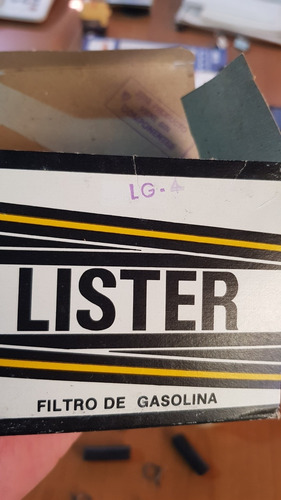 LG-4
LISTER
FILTRO DE GASOLINA